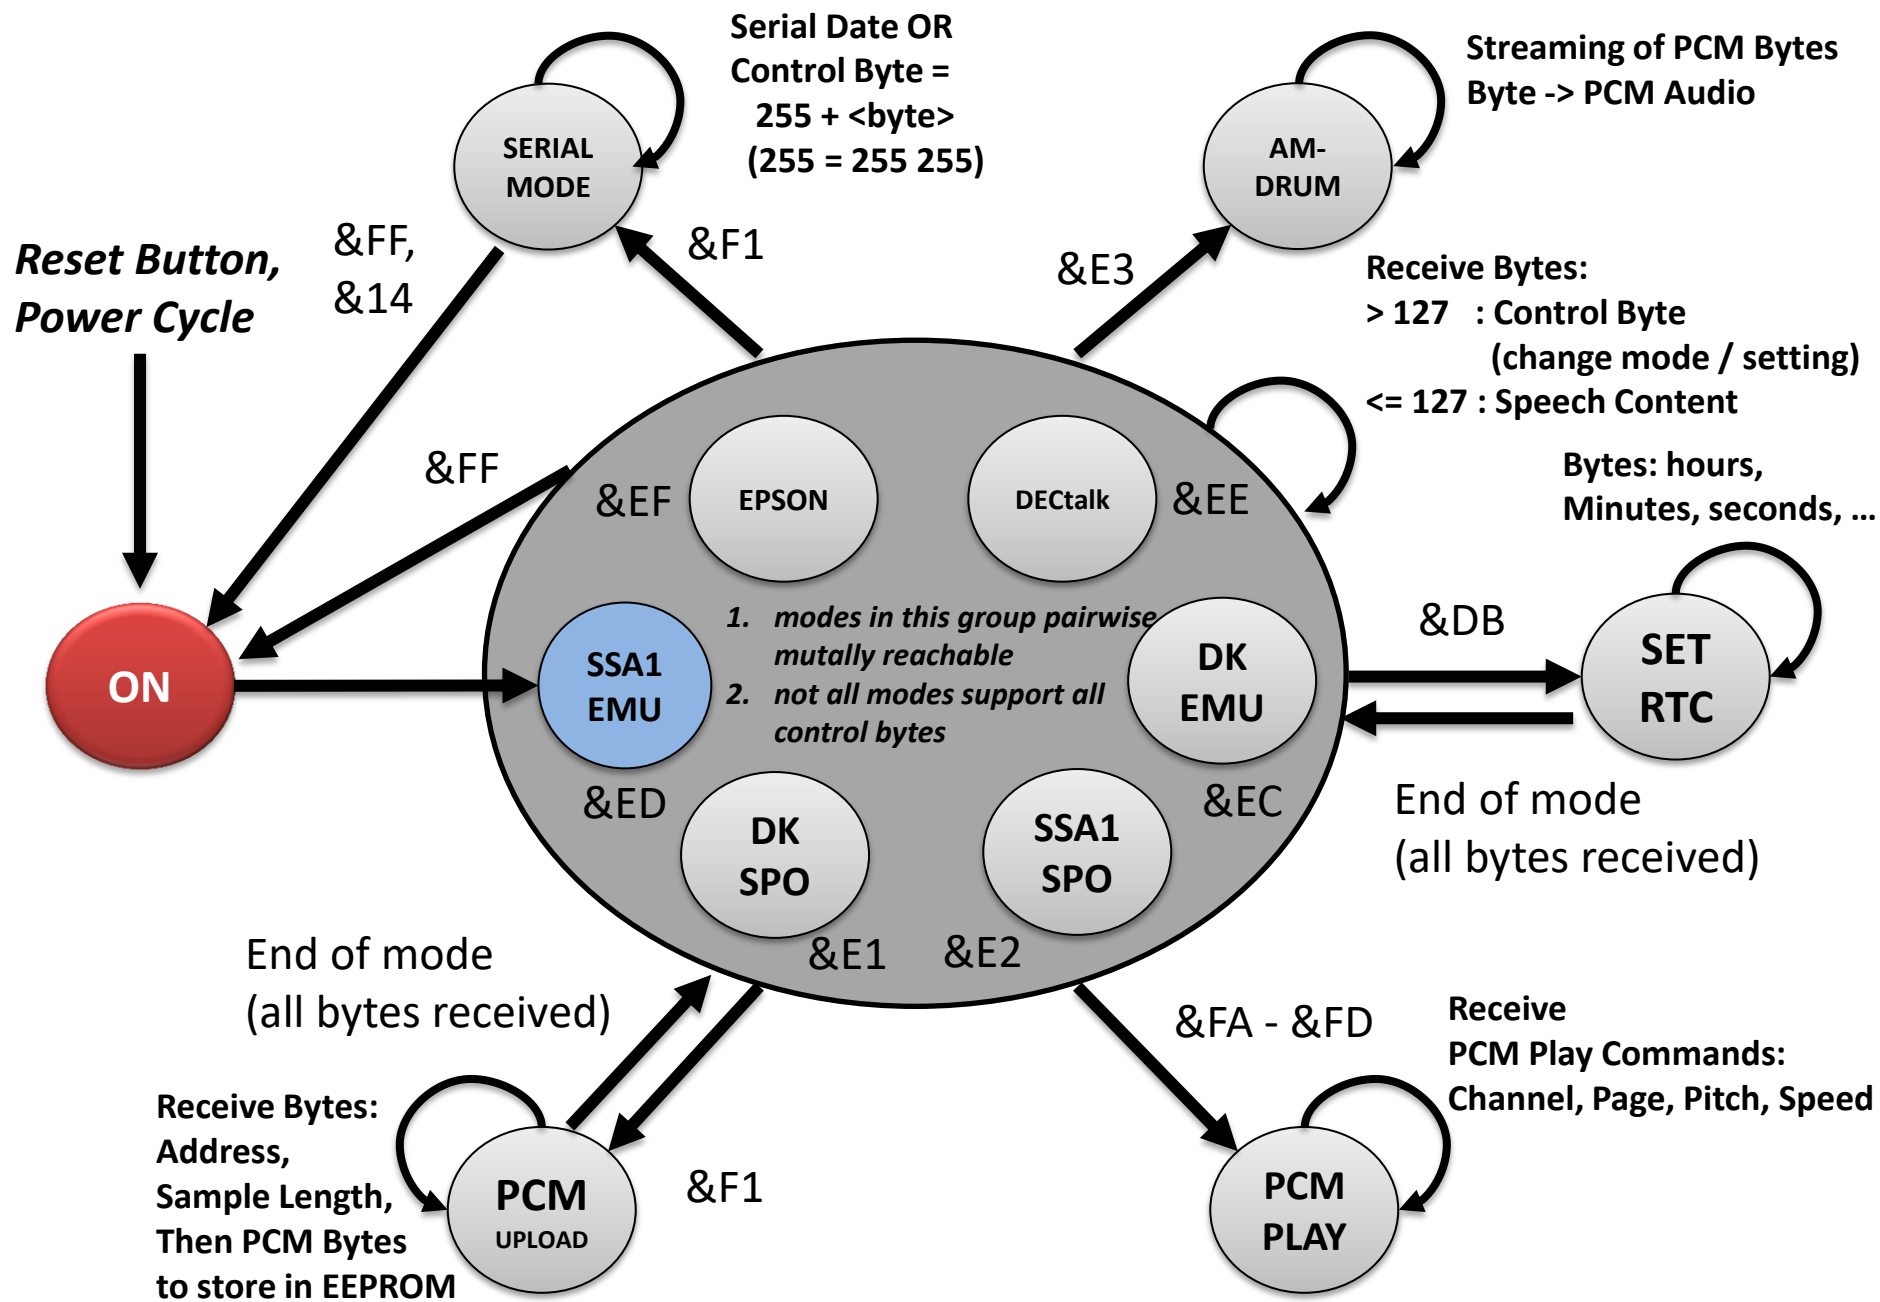 Serial Date OR
Control Byte =
255 + <byte>
(255 = 255 255)
Streaming of PCM Bytes
Byte -> PCM Audio
SERIAL
MODE
AM-
DRUM
Reset Button,
Power Cycle
&FF,
&14
&F1
&E3
Receive Bytes:
> 127 : Control Byte
(change mode / setting)
<= 127 : Speech Content
&FF
&EF
EPSON
DECtalk
&EE
Bytes: hours,
Minutes, seconds, …
ON
SSA1
EMU
1. modes in this group pairwise
mutally reachable
2. not all modes support all
control bytes
DK
EMU
&DB
SET
RTC
&ED
&EC
End of mode
(all bytes received)
DK
SPO
SSA1
SPO
&E1
&E2
End of mode
(all bytes received)
&FA - &FD
Receive
PCM Play Commands:
Channel, Page, Pitch, Speed
Receive Bytes:
Address,
Sample Length,
Then PCM Bytes
to store in EEPROM
PCM
UPLOAD
&F1
PCM
PLAY